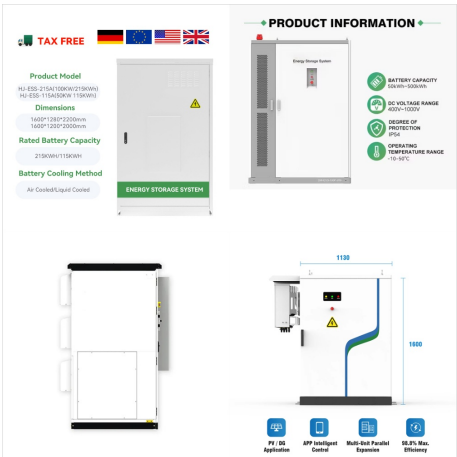 TAX FREE
Product Model
HJ-ESS-215A(100KW/215KWh)
HJ-ESS-115A(50KW 115KWh)
Dimensions
1600*1280*2200mm
1600*1200*2000mm
Rated Battery Capacity
215KWH/115KWH
Battery Cooling Method
Air Cooled/Liquid Cooled
ENERGY STORAGE SYSTEM
PRODUCT INFORMATION
Energy Storage System
BATTERY CAPACITY
50kWh~500kWh
DC VOLTAGE RANGE
400V~1000V
DEGREE OF
PROTECTION
IP54
OPERATING
TEMPERATURE RANGE
-10~50°C
1130
1600
PV / DG
Application
APP Intelligent
Control
Multi-Unit Parallel
Expansion
98.8% Max.
Efficiency